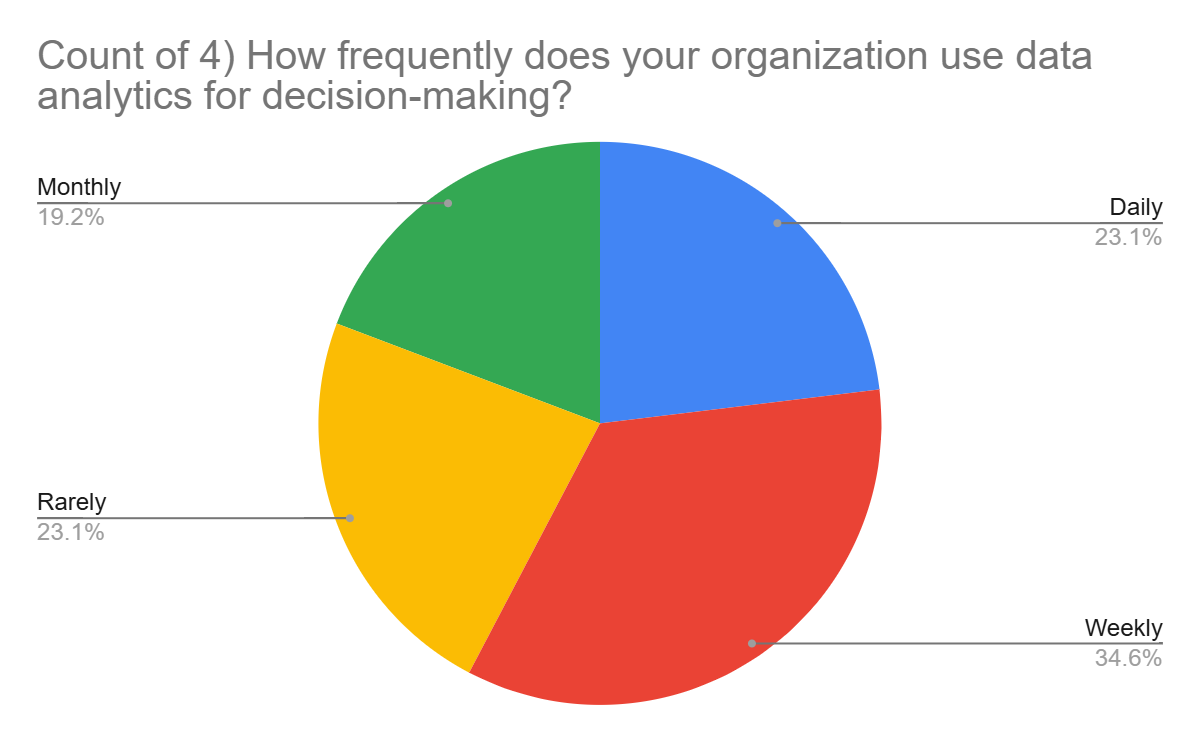 Count of 4) How frequently does your organization use data
analytics for decision-making?
Monthly
19.2%
Daily
23.1%
Rarely
23.1%
Weekly
34.6%